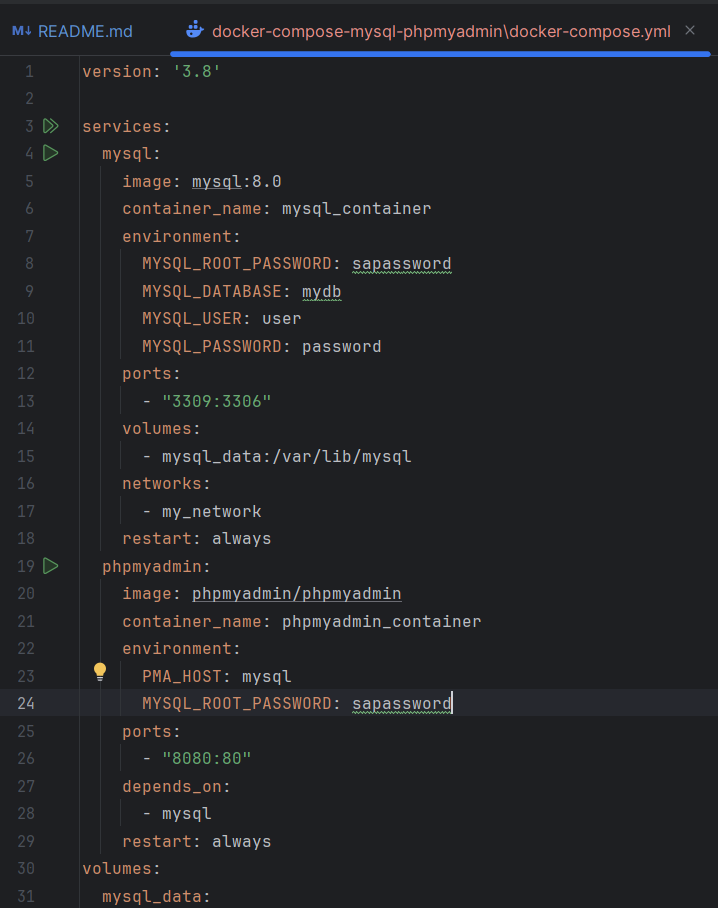 M↓ README.md docker-compose-mysql-phpmyadmin\docker-compose.yml ×
1 version: '3.8'
2
3 services:
4   mysql:
5     image: mysql:8.0
6     container_name: mysql_container
7     environment:
8       MYSQL_ROOT_PASSWORD: sapassword
9       MYSQL_DATABASE: mydb
10       MYSQL_USER: user
11       MYSQL_PASSWORD: password
12     ports:
13       - "3309:3306"
14     volumes:
15       - mysql_data:/var/lib/mysql
16     networks:
17       - my_network
18     restart: always
19   phpmyadmin:
20     image: phpmyadmin/phpmyadmin
21     container_name: phpmyadmin_container
22     environment:
23       PMA_HOST: mysql
24       MYSQL_ROOT_PASSWORD: sapassword
25     ports:
26       - "8080:80"
27     depends_on:
28       - mysql
29     restart: always
30 volumes:
31   mysql_data: